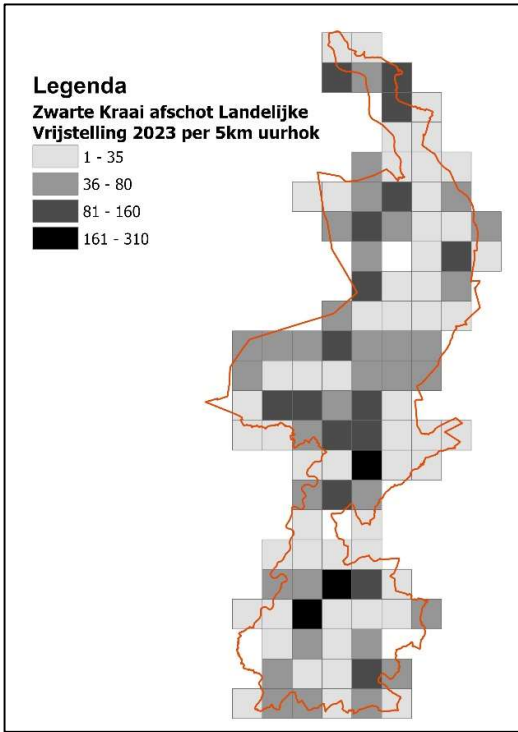 Legenda
Zwarte Kraai afschot Landelijke
Vrijstelling 2023 per 5km uurhok
1 - 35
36 - 80
81 - 160
161 - 310